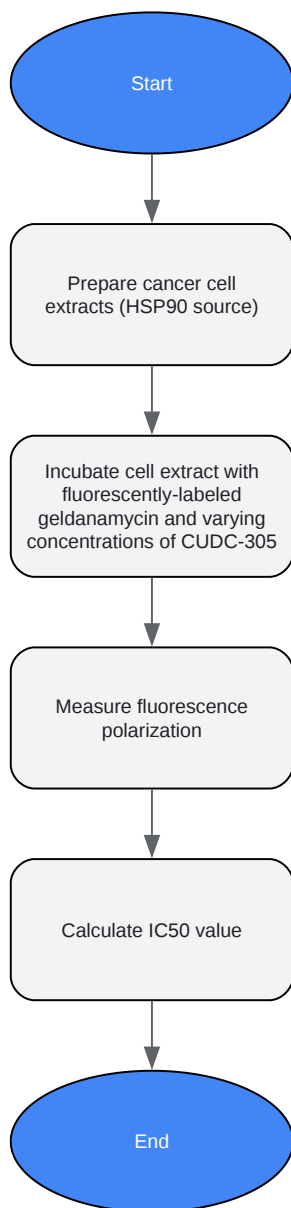 Start
Prepare cancer cell
extracts (HSP90 source)
Incubate cell extract with
fluorescently-labeled
geldanamycin and varying
concentrations of CUDC-305
Measure fluorescence
polarization
Calculate IC50 value
End